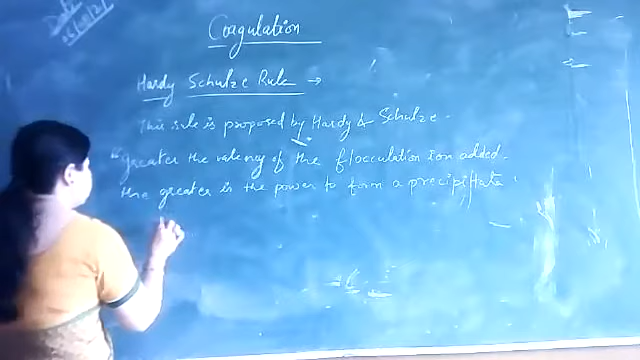 Date
Coagulation
Hardy Schulze Rule →
This rule is proposed by Hardy & Schulze.
"Greater the valency of the flocculation ion added.
the greater is the power to form a precipitate.